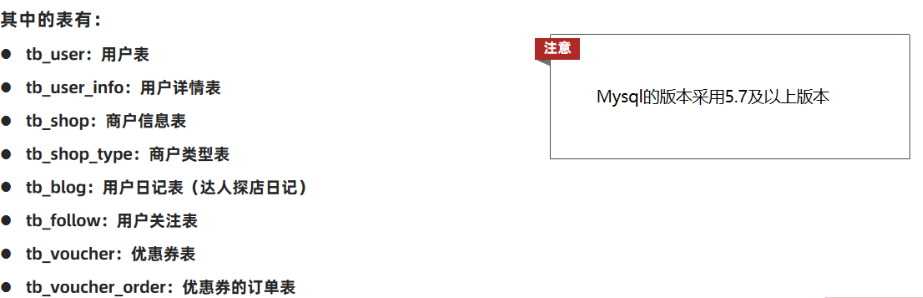 其中的表有：
● tb_user：用户表
● tb_user_info：用户详情表
● tb_shop：商户信息表
● tb_shop_type：商户类型表
● tb_blog：用户日记表（达人探店日记）
● tb_follow：用户关注表
● tb_voucher：优惠券表
● tb_voucher_order：优惠券的订单表
注意
Mysql的版本采用5.7及以上版本